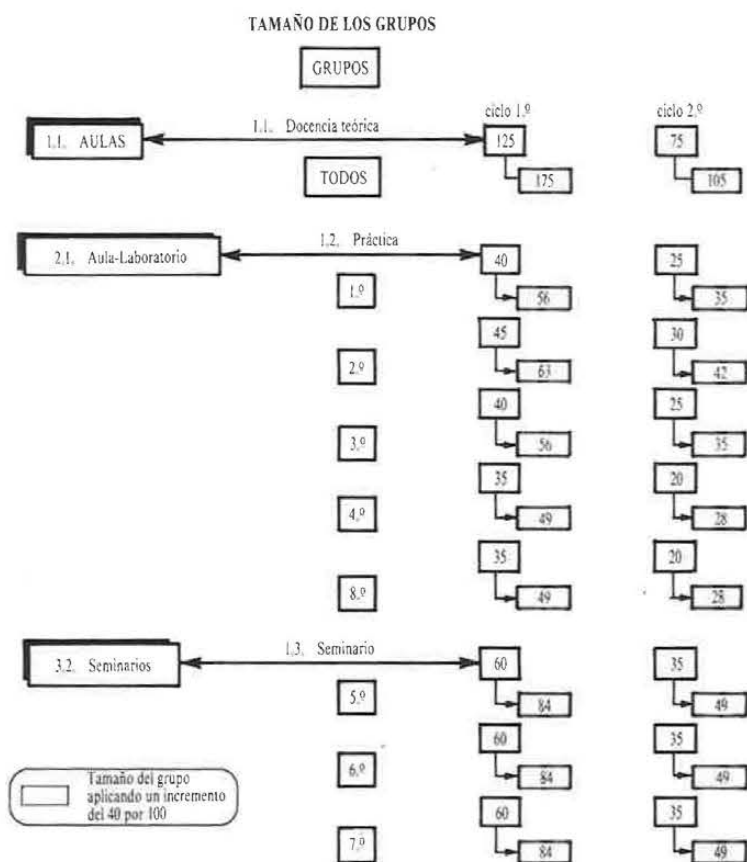 TAMAÑO DE LOS GRUPOS
GRUPOS
ciclo 1.º ciclo 2.º
1.1. AULAS 1.1. Docencia teórica 125 75
TODOS 175 105
2.1. Aula-Laboratorio 1.2. Práctica 40 25
1.º 56 35
45 30
2.º 63 42
40 25
3.º 56 35
35 20
4.º 49 28
35 20
8.º 49 28
3.2. Seminarios 1.3. Seminario 60 35
5.º 84 49
60 35
6.º 84 49
Tamaño del grupo
aplicando un incremento
del 40 por 100
60 35
7.º 84 49